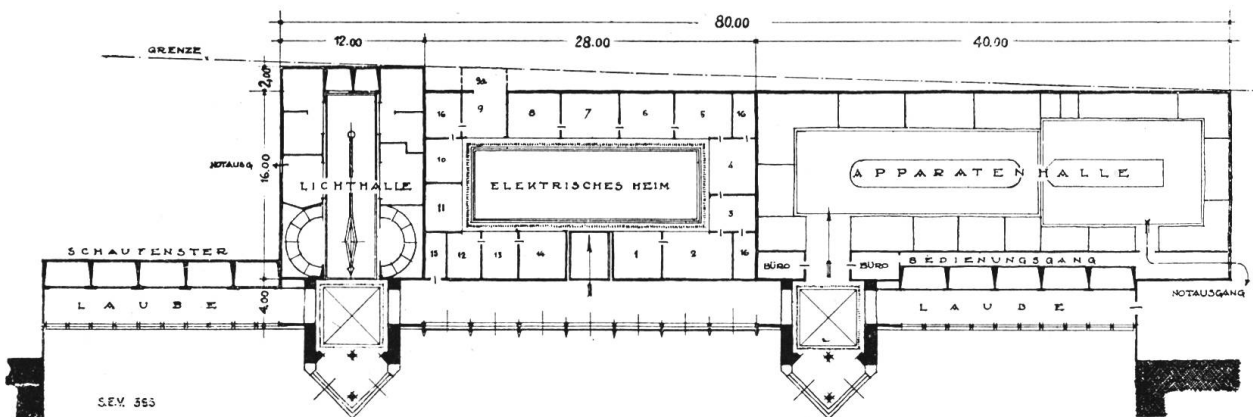 80.00
12.00
28.00
40.00
GRENZE
2,00
16.00
4.00
NOTAUSG
9a
16
9
8
7
6
5
16
10
4
11
3
15
12
13
14
1
2
16
LICHTHALLE
ELEKTRISCHES HEIM
APPARATENHALLE
SCHAUFENSTER
BÜRO
BÜRO
BEDIENUNGSGANG
NOTAUSGANG
LAUBE
LAUBE
S.E.V. 355